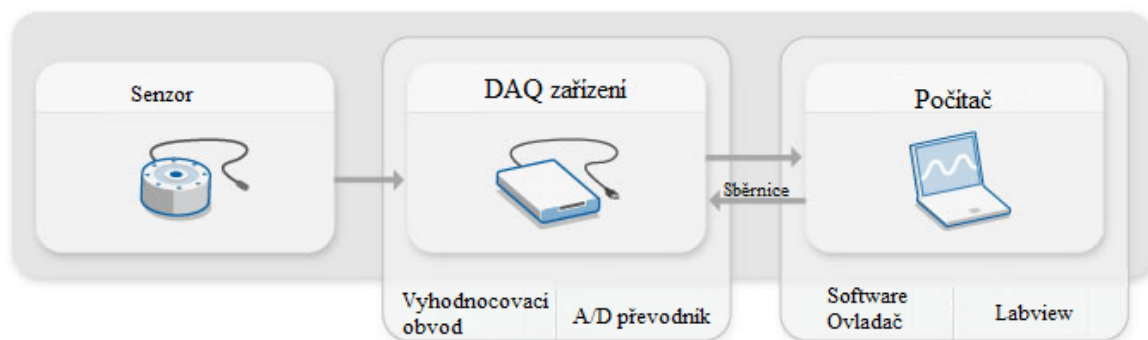 Senzor
DAQ zařízení
Počítač
Sběrnice
Vyhodnocovací
obvod
A/D převodník
Software
Ovladač
Labview